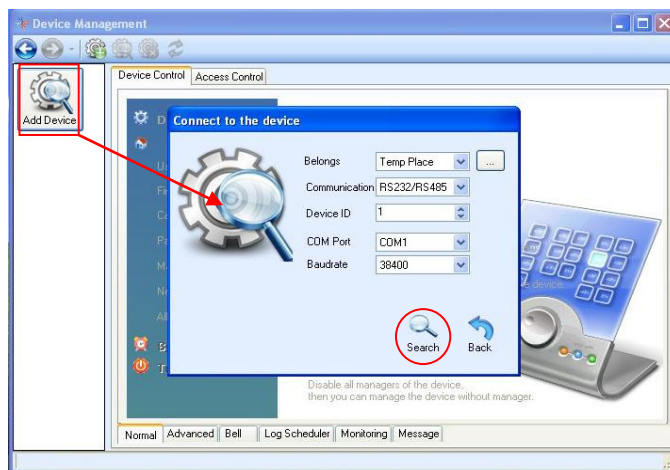 Device Management
Device Control Access Control
Add Device
Connect to the device
Belongs Temp Place ...
Communication RS232/RS485
Device ID 1
COM Port COM1
Baudrate 38400
Search Back
Disable all managers of the device,
then you can manage the device without manager.
Normal Advanced Bell Log Scheduler Monitoring Message